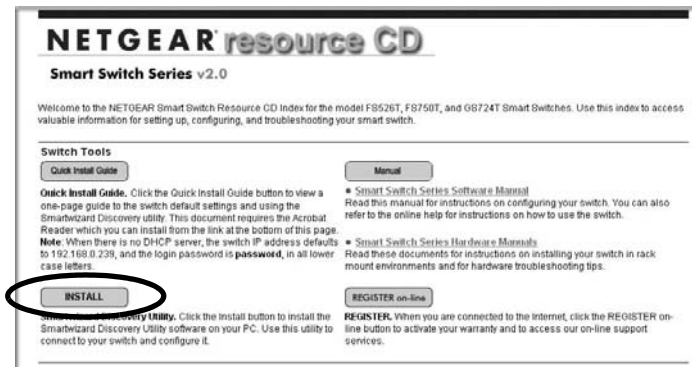 NETGEAR resource CD
Smart Switch Series v2.0
Welcome to the NETGEAR Smart Switch Resource CD Index for the model FS526T, FS750T, and GS724T Smart Switches. Use this index to access
valuable information for setting up, configuring, and troubleshooting your smart switch.
Switch Tools
Quick Install Guide
Quick Install Guide. Click the Quick Install Guide button to view a
one-page guide to the switch default settings and using the
Smartwizard Discovery utility. This document requires the Acrobat
Reader which you can install from the link at the bottom of this page.
Note: When there is no DHCP server, the switch IP address defaults
to 192.168.0.239, and the login password is password, in all lower
case letters.
Manual
Smart Switch Series Software Manual
Read this manual for instructions on configuring your switch. You can also
refer to the online help for instructions on how to use the switch.
Smart Switch Series Hardware Manuals
Read these documents for instructions on installing your switch in rack
mount environments and for hardware troubleshooting tips.
INSTALL
Smartwizard Discovery Utility. Click the Install button to install the
Smartwizard Discovery Utility software on your PC. Use this utility to
connect to your switch and configure it.
REGISTER on-line
REGISTER. When you are connected to the Internet, click the REGISTER on-
line button to activate your warranty and to access our on-line support
services.